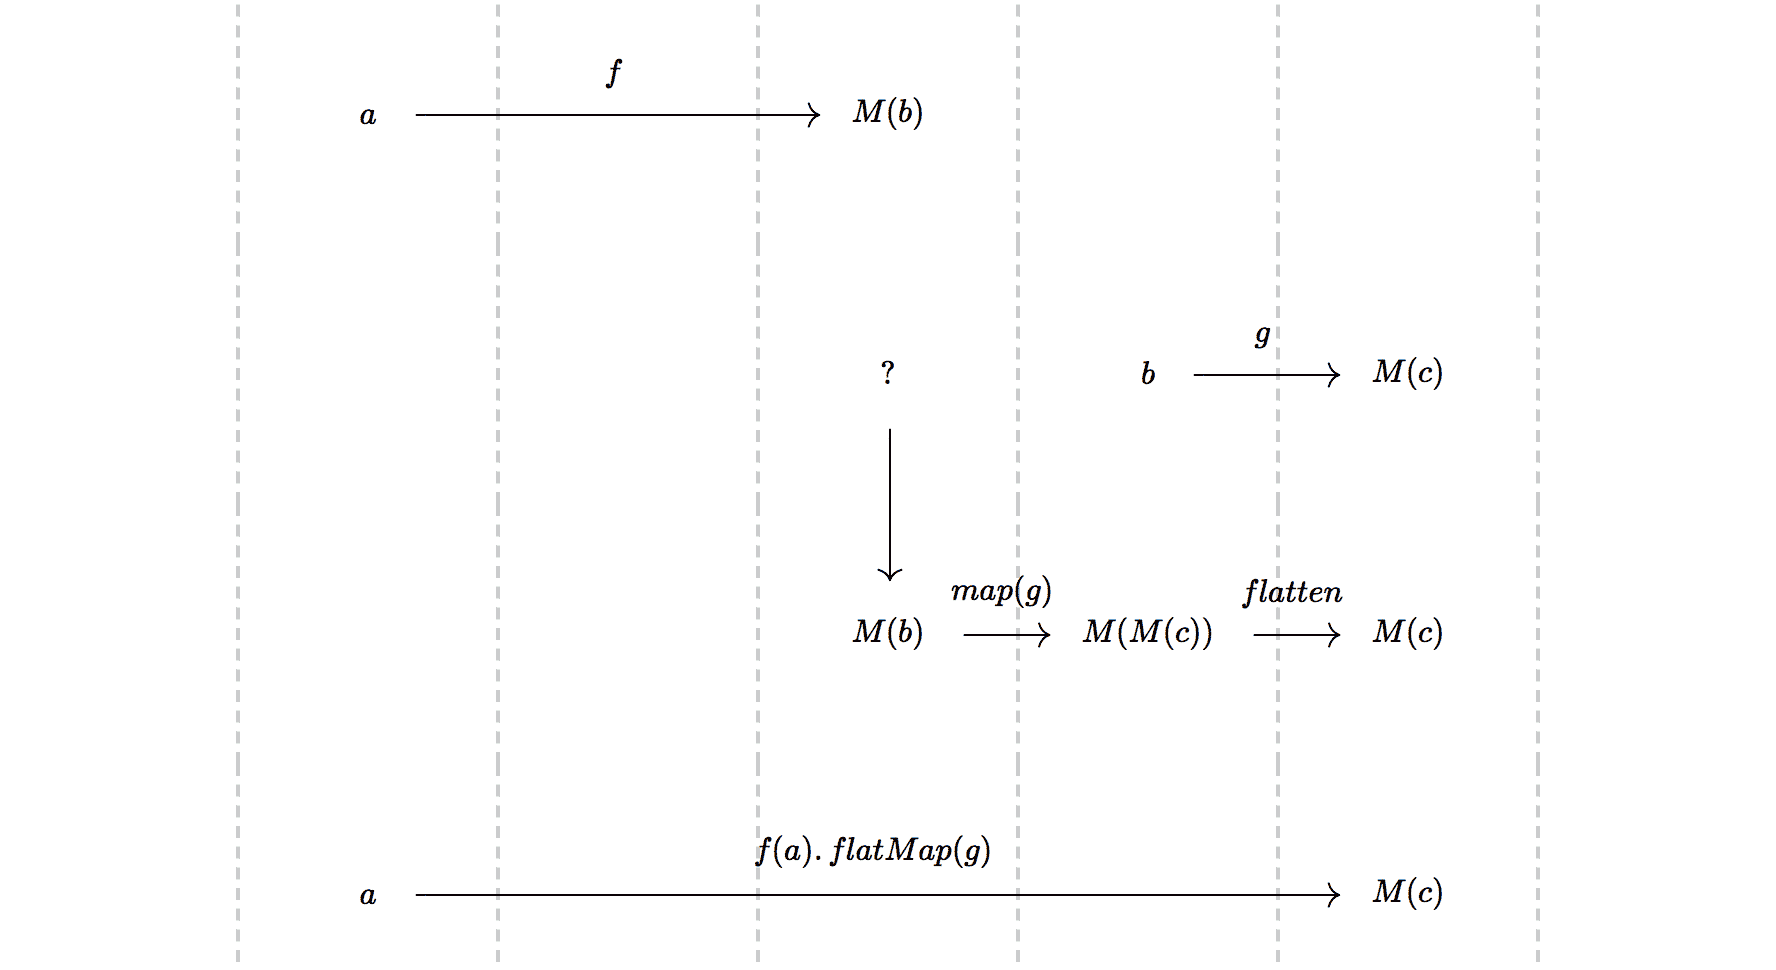 f
a M(b)
g
? b M(c)
map(g) flatten
M(b) M(M(c)) M(c)
f(a).flatMap(g)
a M(c)